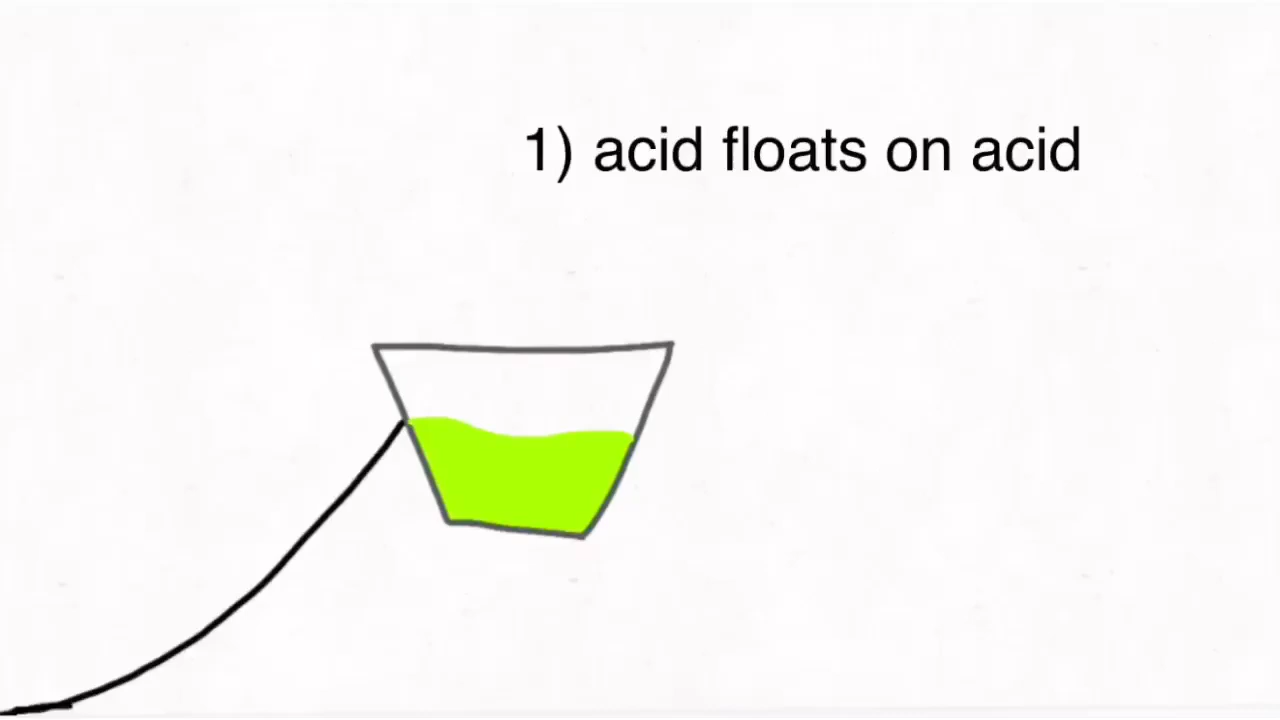 1) acid floats on acid